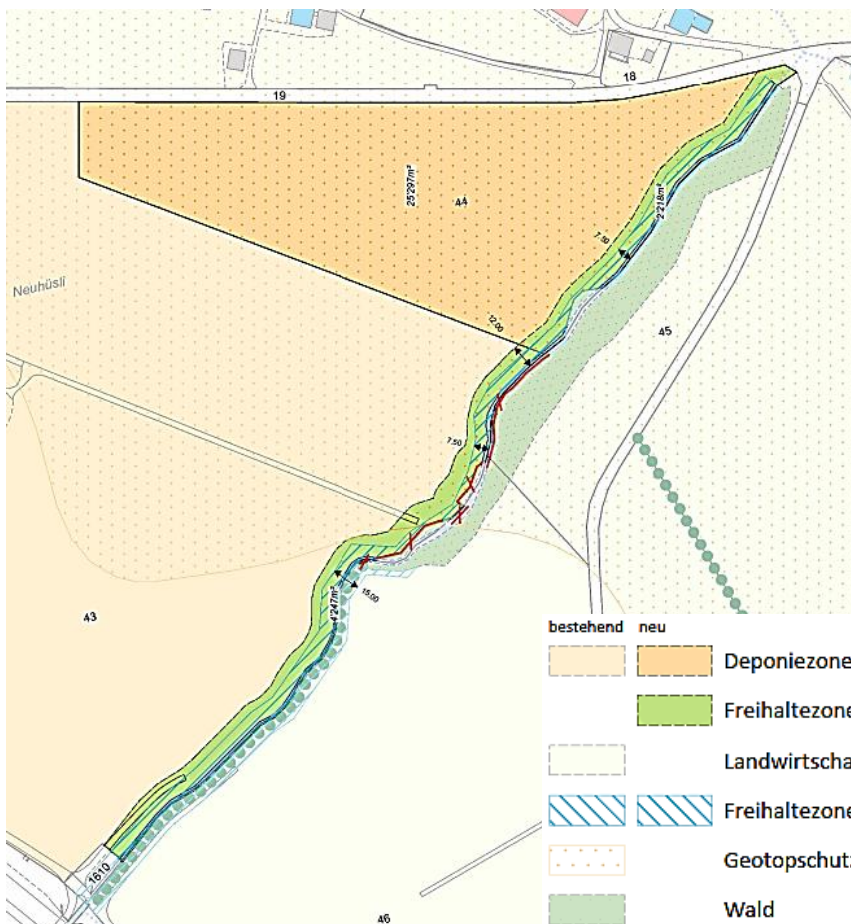 18
19
25'297m²
44
2'218m²
7.50
Neuhüsli
12.00
45
7.50
43
4'247m²
15.00
1610
46
bestehend neu
Deponiezone
Freihaltezone
Landwirtscha
Freihaltezone
Geotopschutz
Wald